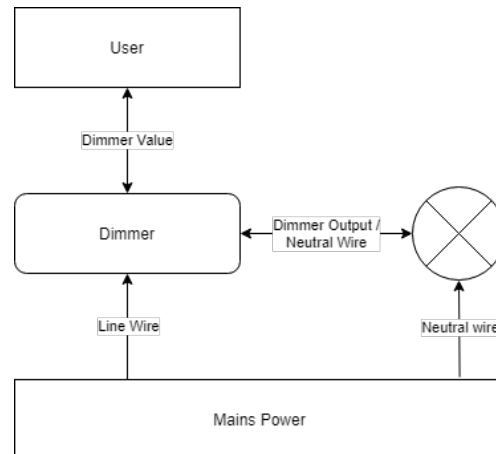 User
Dimmer Value
Dimmer
Dimmer Output /
Neutral Wire
Line Wire
Neutral wire
Mains Power